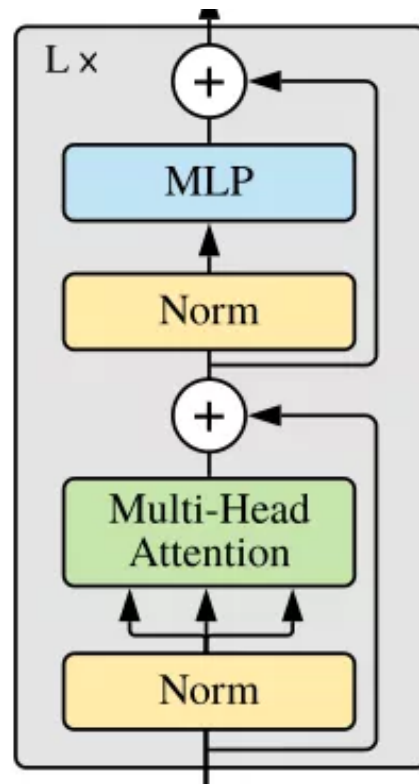 L ×
+
MLP
Norm
+
Multi-Head
Attention
Norm